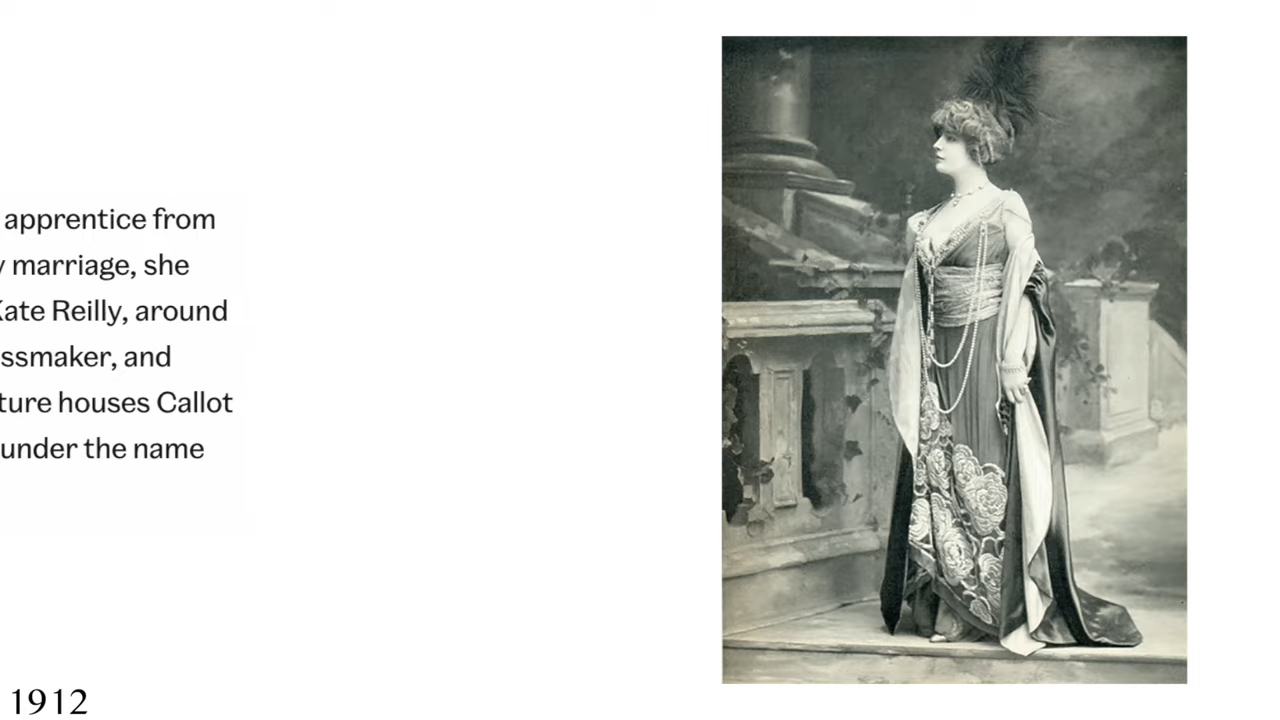 apprentice from
marriage, she
Kate Reilly, around
ssmaker, and
ture houses Callot
under the name
1912